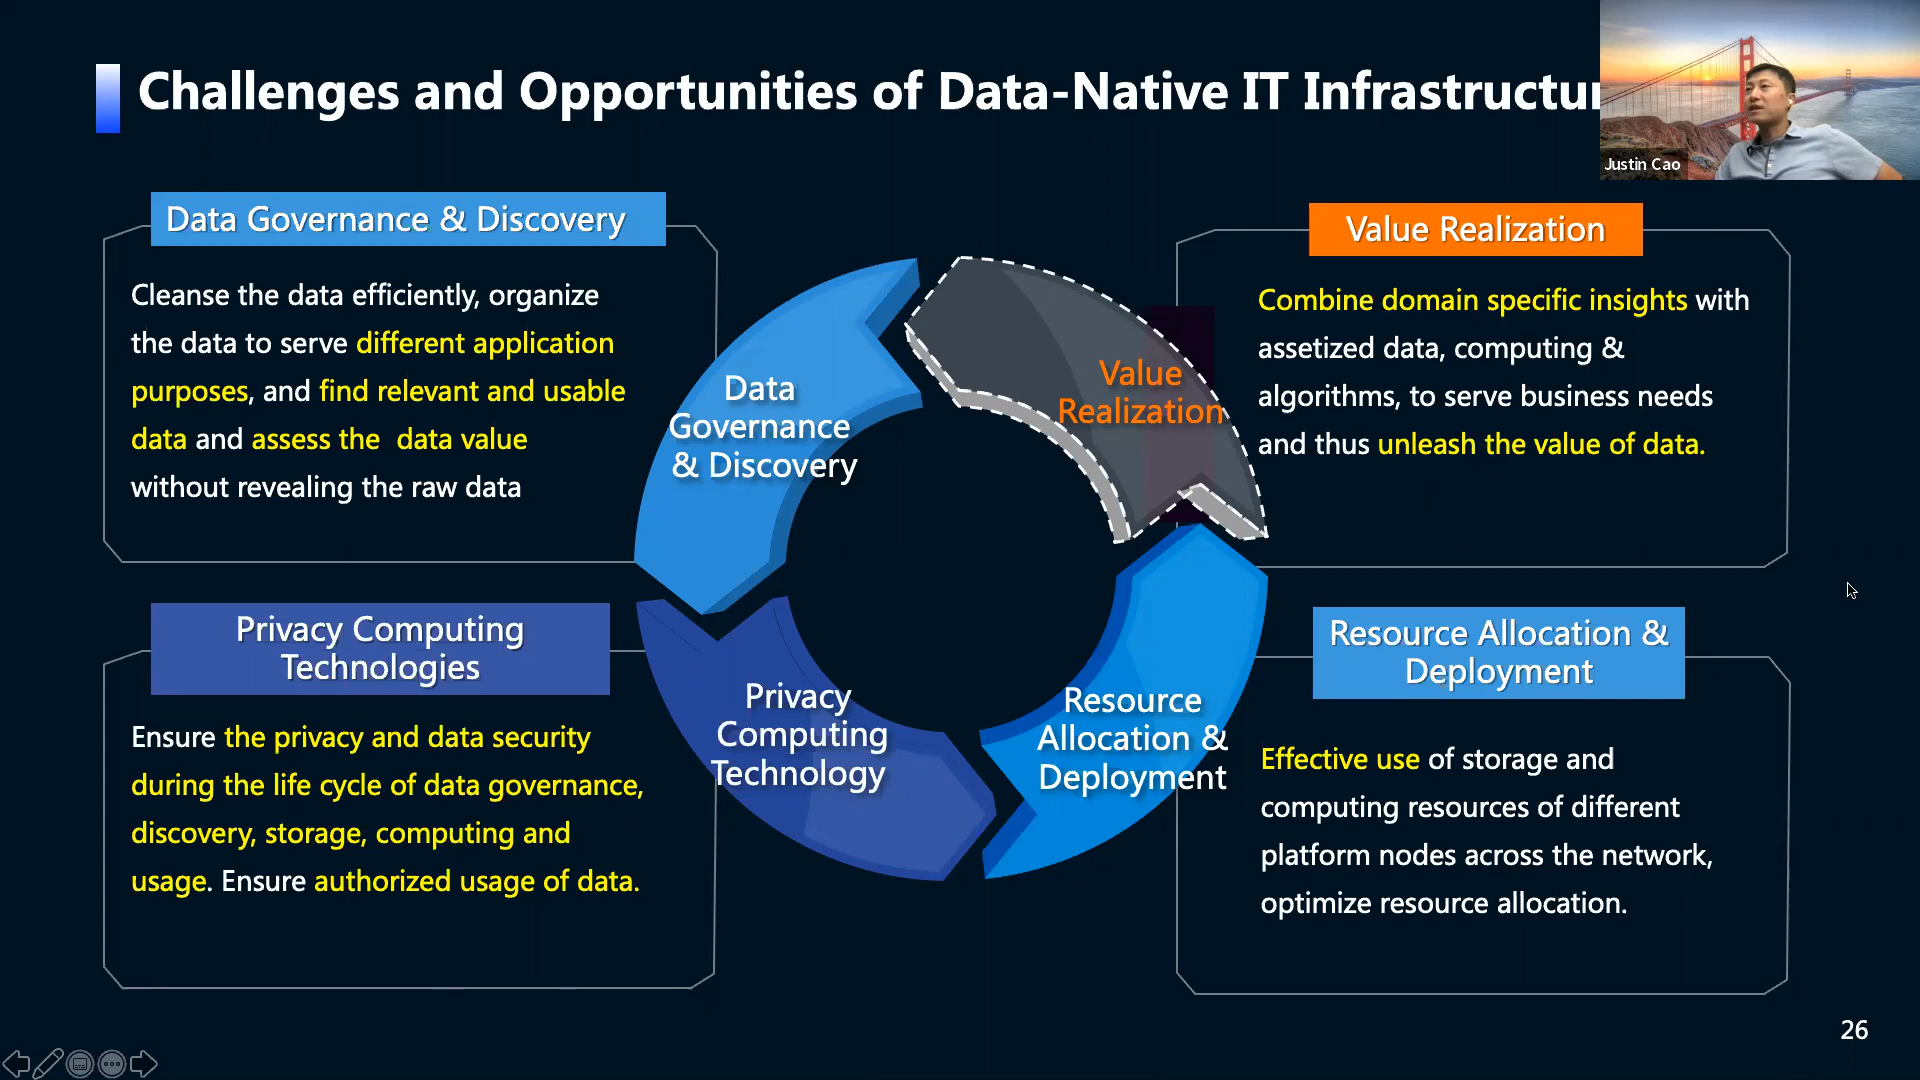 Challenges and Opportunities of Data-Native IT Infrastructur
Justin Cao
Data Governance & Discovery
Cleanse the data efficiently, organize
the data to serve different application
purposes, and find relevant and usable
data and assess the data value
without revealing the raw data
Value Realization
Combine domain specific insights with
assetized data, computing &
algorithms, to serve business needs
and thus unleash the value of data.
Data
Governance
& Discovery
Value
Realization
Privacy Computing
Technologies
Ensure the privacy and data security
during the life cycle of data governance,
discovery, storage, computing and
usage. Ensure authorized usage of data.
Privacy
Computing
Technology
Resource
Allocation &
Deployment
Resource Allocation &
Deployment
Effective use of storage and
computing resources of different
platform nodes across the network,
optimize resource allocation.
26